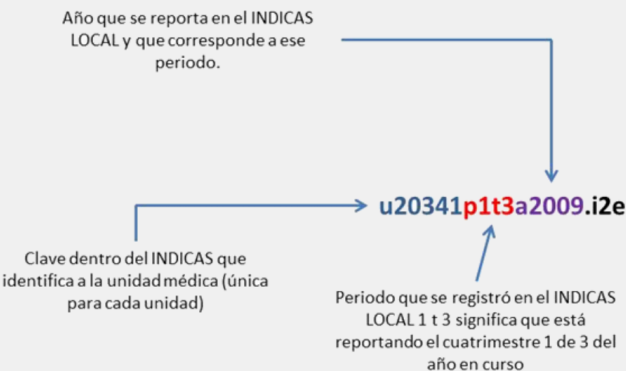 Año que se reporta en el INDICAS
LOCAL y que corresponde a ese
periodo.
u20341p1t3a2009.i2e
Clave dentro del INDICAS que
identifica a la unidad médica (única
para cada unidad)
Periodo que se registró en el INDICAS
LOCAL 1 t 3 significa que está
reportando el cuatrimestre 1 de 3 del
año en curso